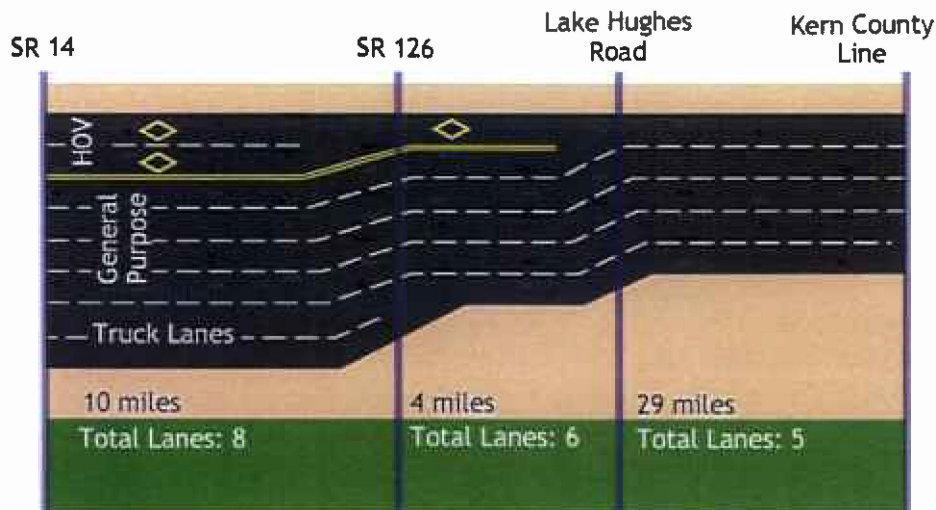 SR 14
SR 126
Lake Hughes
Road
Kern County
Line
HOV
General
Purpose
Truck Lanes
10 miles
4 miles
29 miles
Total Lanes: 8
Total Lanes: 6
Total Lanes: 5